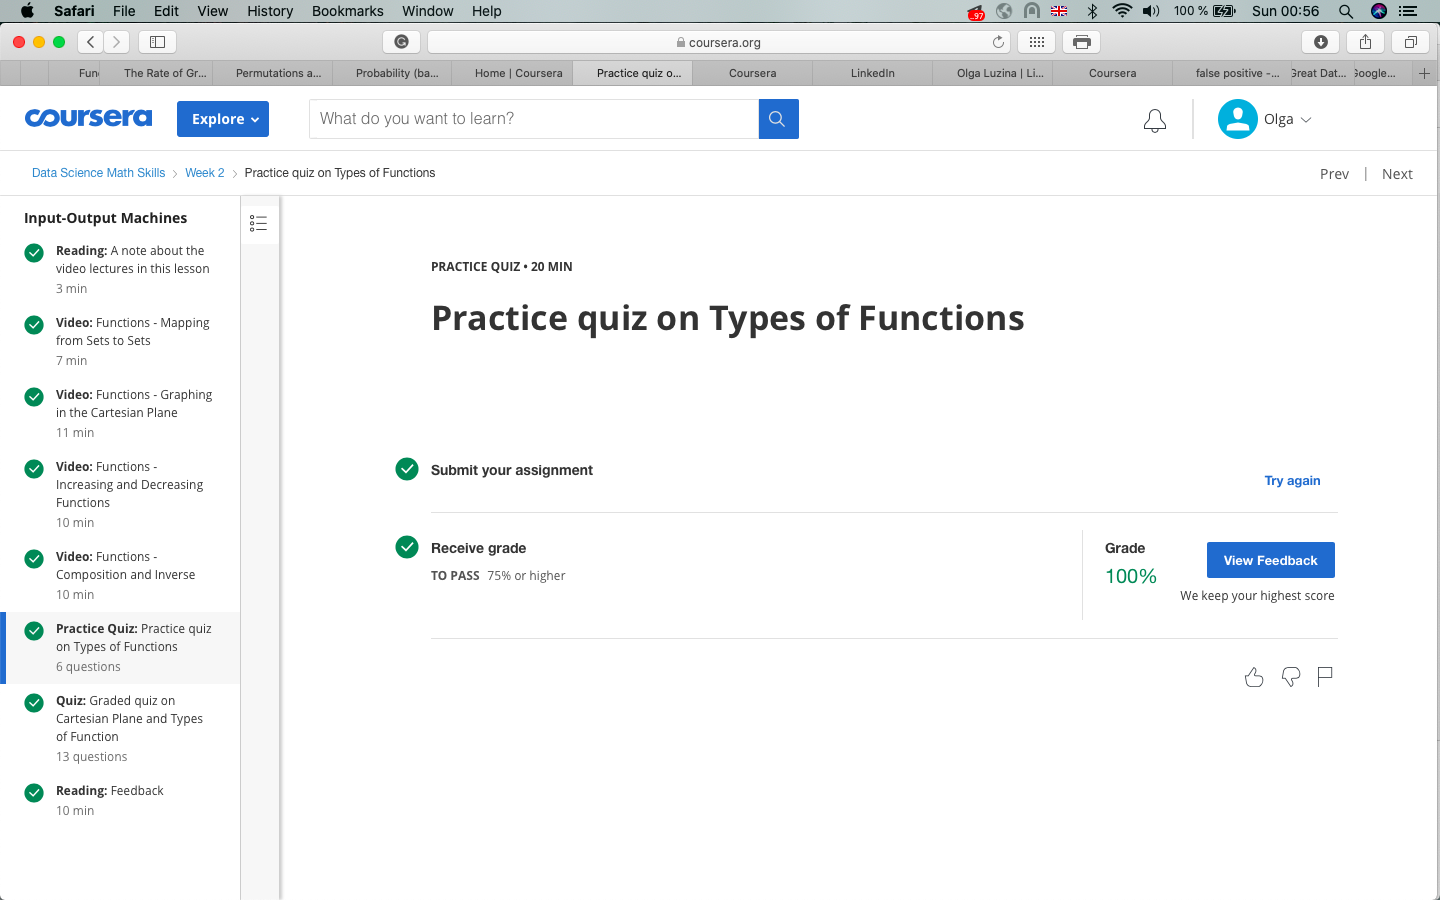 Safari File Edit View History Bookmarks Window Help
97 100 % Sun 00:56
coursera.org
The Rate of Gr... Permutations a... Probability (ba... Home | Coursera Practice quiz o... Coursera LinkedIn Olga Luzina | Li... Coursera false positive -...
coursera
Explore
What do you want to learn?
Olga
Data Science Math Skills
Week 2
Practice quiz on Types of Functions
Prev | Next
Input-Output Machines
Reading: A note about the
video lectures in this lesson
3 min
Video: Functions - Mapping
from Sets to Sets
7 min
Video: Functions - Graphing
in the Cartesian Plane
11 min
Video: Functions -
Increasing and Decreasing
Functions
10 min
Video: Functions -
Composition and Inverse
10 min
Practice Quiz: Practice quiz
on Types of Functions
6 questions
Quiz: Graded quiz on
Cartesian Plane and Types
of Function
13 questions
Reading: Feedback
10 min
PRACTICE QUIZ • 20 MIN
Practice quiz on Types of Functions
Submit your assignment
Try again
Receive grade
TO PASS 75% or higher
Grade
100%
View Feedback
We keep your highest score